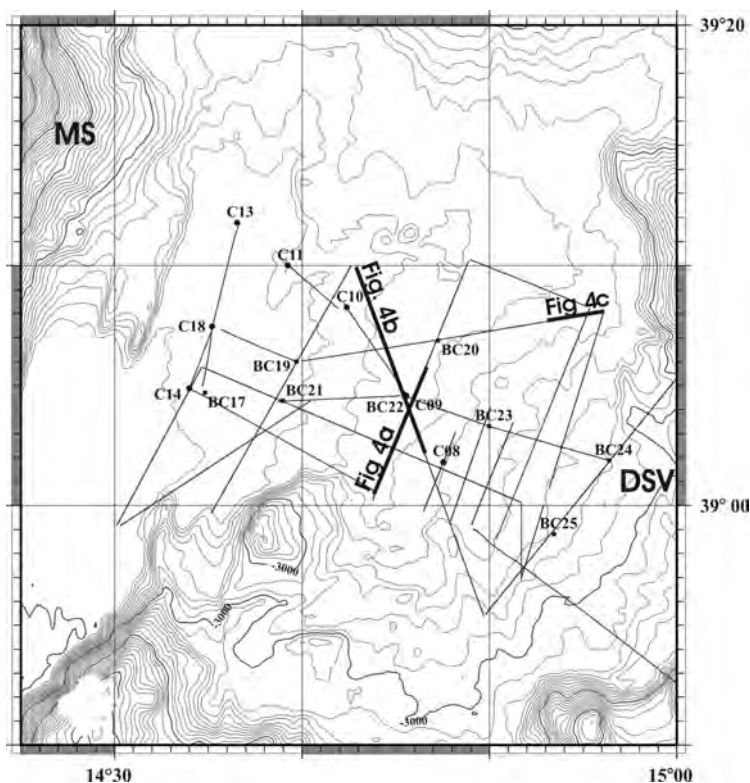 39°20
MS
C13
C11
Fig. 4b
C10
Fig 4c
C18
BC20
BC19
C14
BC17
BC21
BC22
C09
BC23
Fig 4a
C08
BC24
DSV
39° 00
BC25
-3000
-3000
-3000
14°30
15°00